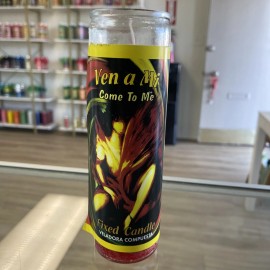 Ven a Mi
Come To Me
Fixed Candle
VELADORA COMPUESTA